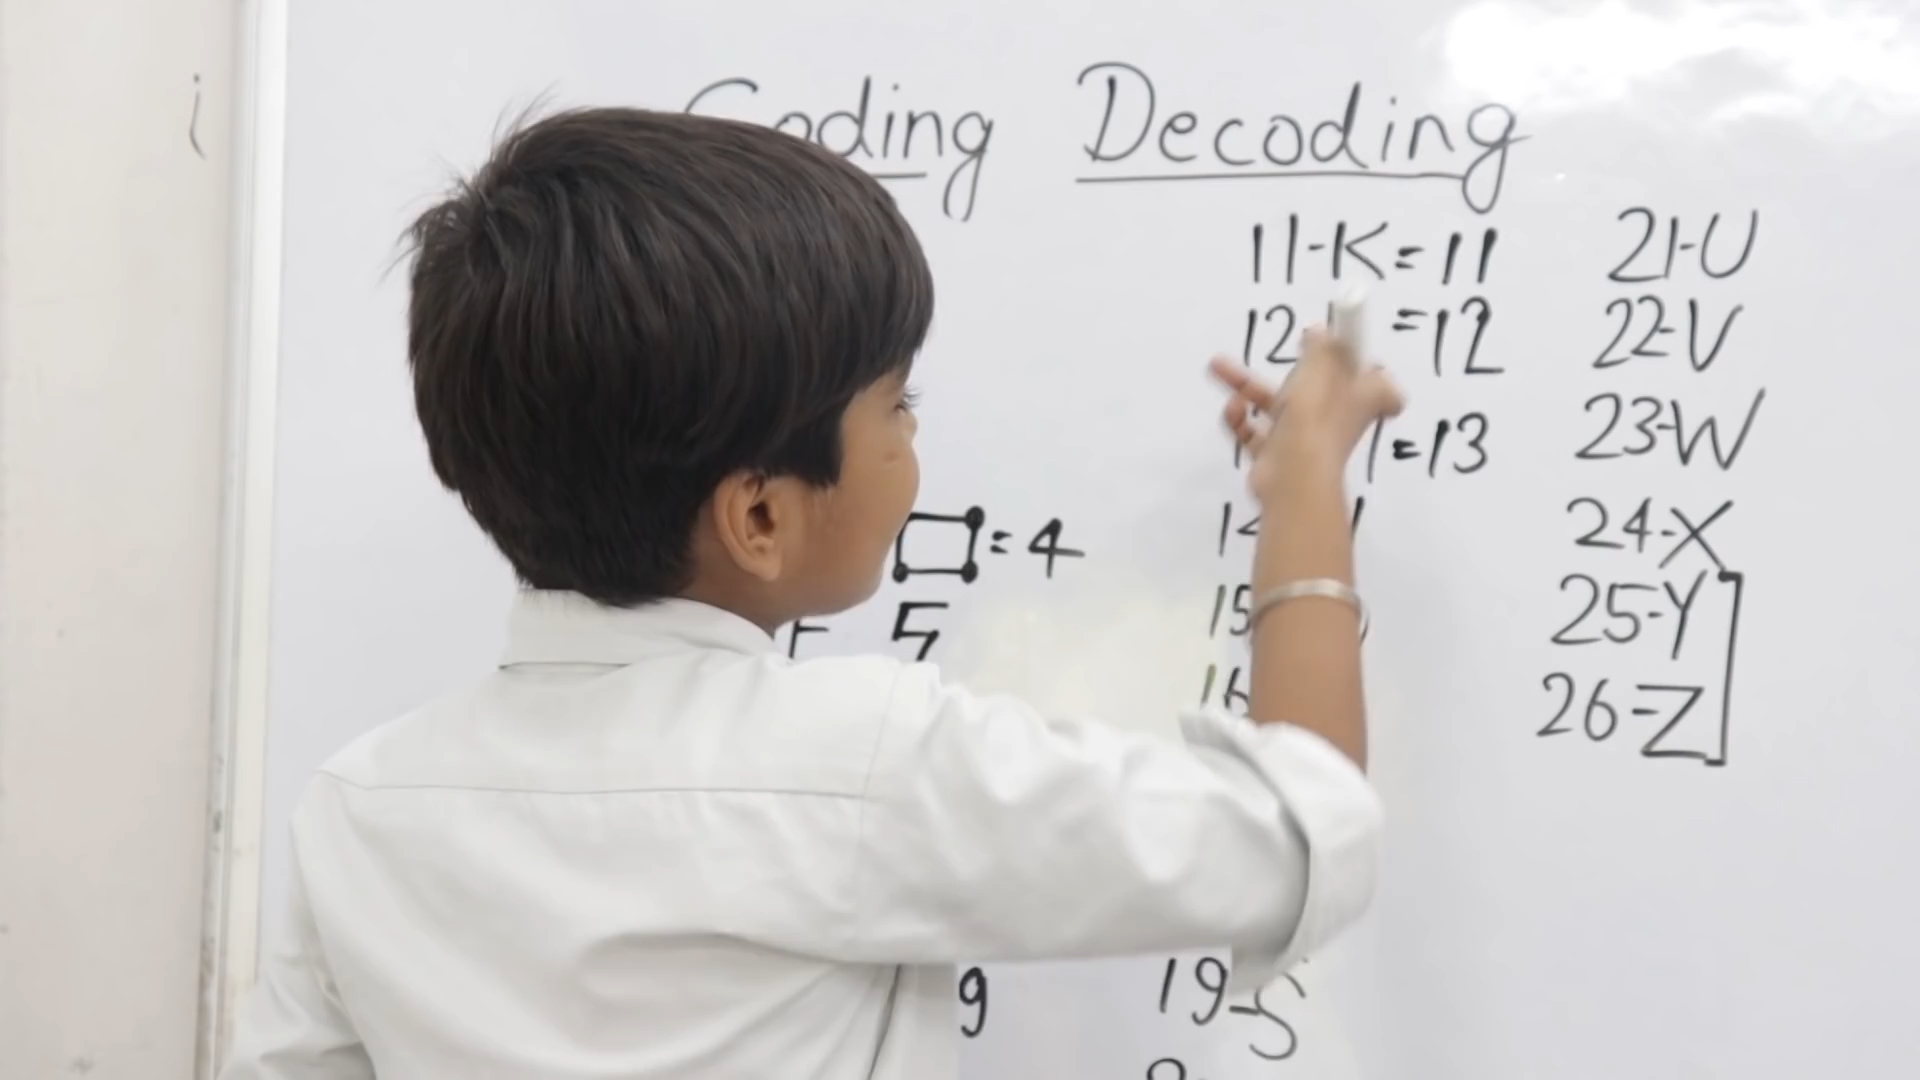 Coding Decoding
11-K=11
12- =12
=13
=4
5
15
16
9
19-S
21-U
22-V
23-W
24-X
25-Y
26-Z